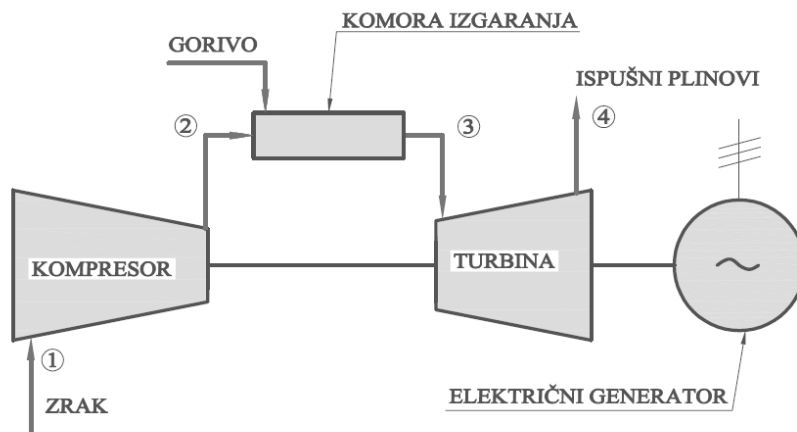 KOMORA IZGARANJA
GORIVO
ISPUŠNI PLINOVI
②
③
④
KOMPRESOR
TURBINA
~
①
ZRAK
ELEKTRIČNI GENERATOR